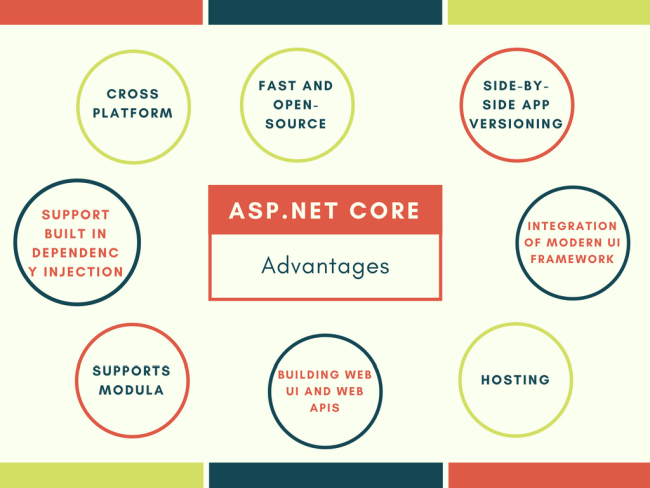 CROSS
PLATFORM
FAST AND
OPEN-
SOURCE
SIDE-BY-
SIDE APP
VERSIONING
SUPPORT
BUILT IN
DEPENDENC
Y INJECTION
ASP.NET CORE
Advantages
INTEGRATION
OF MODERN UI
FRAMEWORK
SUPPORTS
MODULA
BUILDING WEB
UI AND WEB
APIS
HOSTING